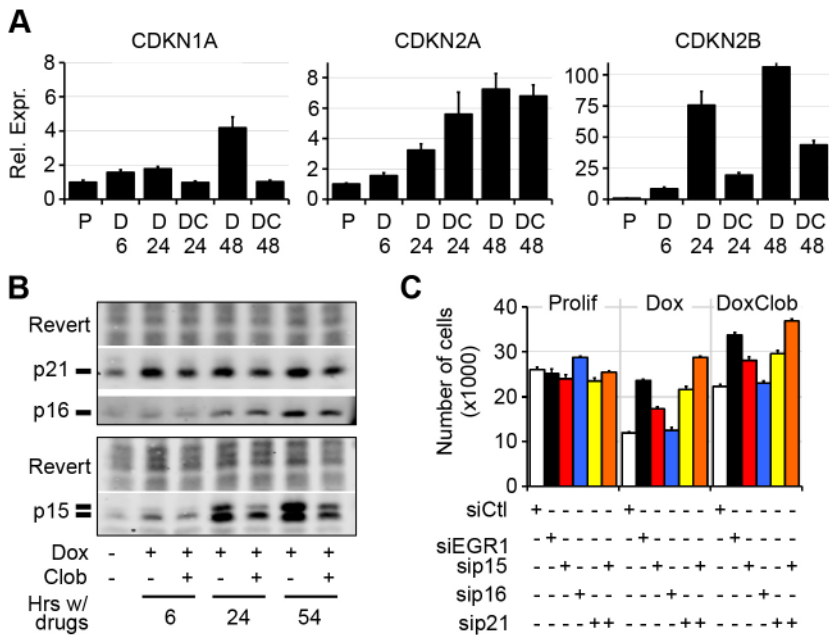 A
CDKN1A CDKN2A CDKN2B
Rel. Expr.
8
6
4
2
0
P D D DC D DC
6 24 24 48 48
8
6
4
2
0
P D D DC D DC
6 24 24 48 48
100
75
50
25
0
P D D DC D DC
6 24 24 48 48
B
Revert
p21
p16
Revert
p15
Dox - + + + + + +
Clob - - + - + - +
Hrs w/ drugs 6 24 54
C
Number of cells
(x1000)
40
30
20
10
0
Prolif Dox DoxClob
siCtl + - - - - - + - - - - - + - - - - -
siEGR1 - + - - - - - + - - - - - + - - - -
sip15 - - + - - + - - + - - + - - + - - +
sip16 - - - + - - - - - + - - - - - + - -
sip21 - - - - + + - - - - + + - - - - + +